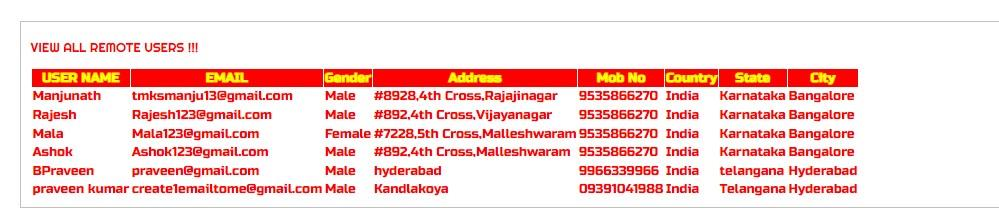 VIEW ALL REMOTE USERS !!!
USER NAME EMAIL Gender Address Mob No Country State City
Manjunath tmksmanju13@gmail.com Male #8928,4th Cross,Rajajinagar 9535866270 India Karnataka Bangalore
Rajesh Rajesh123@gmail.com Male #892,4th Cross,Vijayanagar 9535866270 India Karnataka Bangalore
Mala Mala123@gmail.com Female #7228,5th Cross,Malleshwaram 9535866270 India Karnataka Bangalore
Ashok Ashok123@gmail.com Male #892,4th Cross,Malleshwaram 9535866270 India Karnataka Bangalore
BPraveen praveen@gmail.com Male hyderabad 9966339966 India telangana Hyderabad
praveen kumar create1emailtome@gmail.com Male Kandlakoya 09391041988 India Telangana Hyderabad